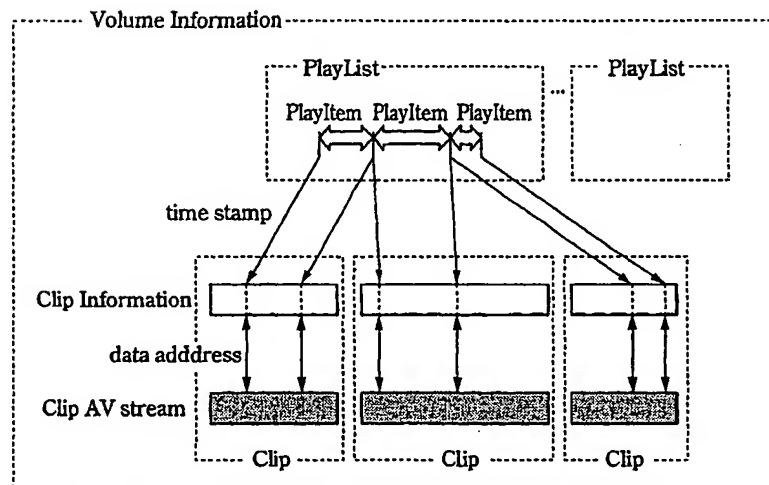 Volume Information
PlayList
...
PlayList
PlayItem PlayItem PlayItem
time stamp
Clip Information
data adddress
Clip AV stream
Clip
Clip
Clip